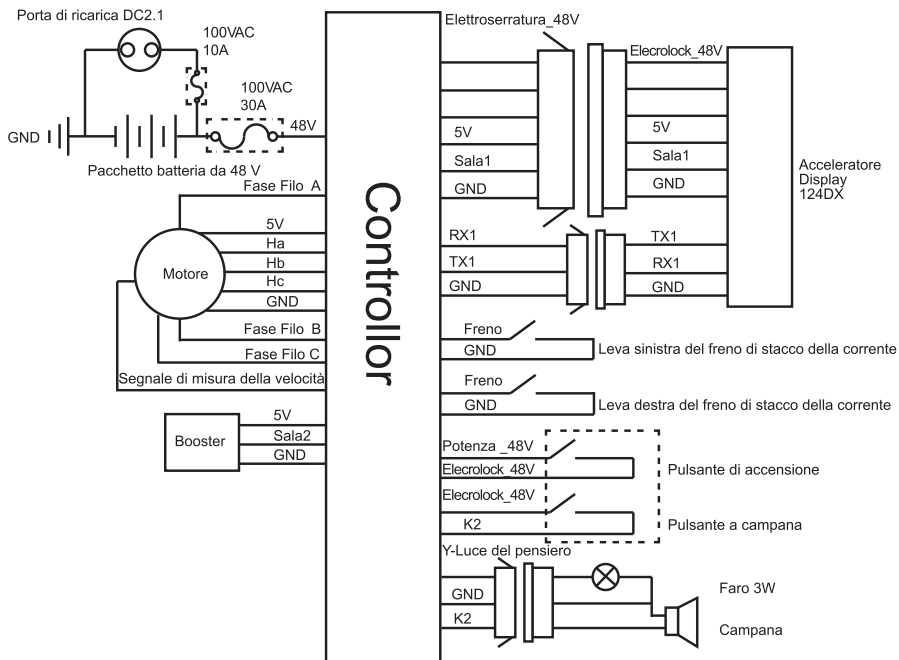 Porta di ricarica DC2.1
100VAC
10A
100VAC
30A
48V
GND
Pacchetto batteria da 48 V
Fase Filo A
5V
Ha
Hb
Hc
GND
Motore
Fase Filo B
Fase Filo C
Segnale di misura della velocità
Booster
5V
Sala2
GND
Controllor
Elettroserratura_48V
5V
Sala1
GND
Elecrolock_48V
5V
Sala1
GND
Acceleratore
Display
124DX
RX1
TX1
GND
TX1
RX1
GND
Freno
GND
Leva sinistra del freno di stacco della corrente
Freno
GND
Leva destra del freno di stacco della corrente
Potenza _48V
Elecrolock_48V
Pulsante di accensione
Elecrolock_48V
K2
Pulsante a campana
Y-Luce del pensiero
GND
K2
Faro 3W
Campana